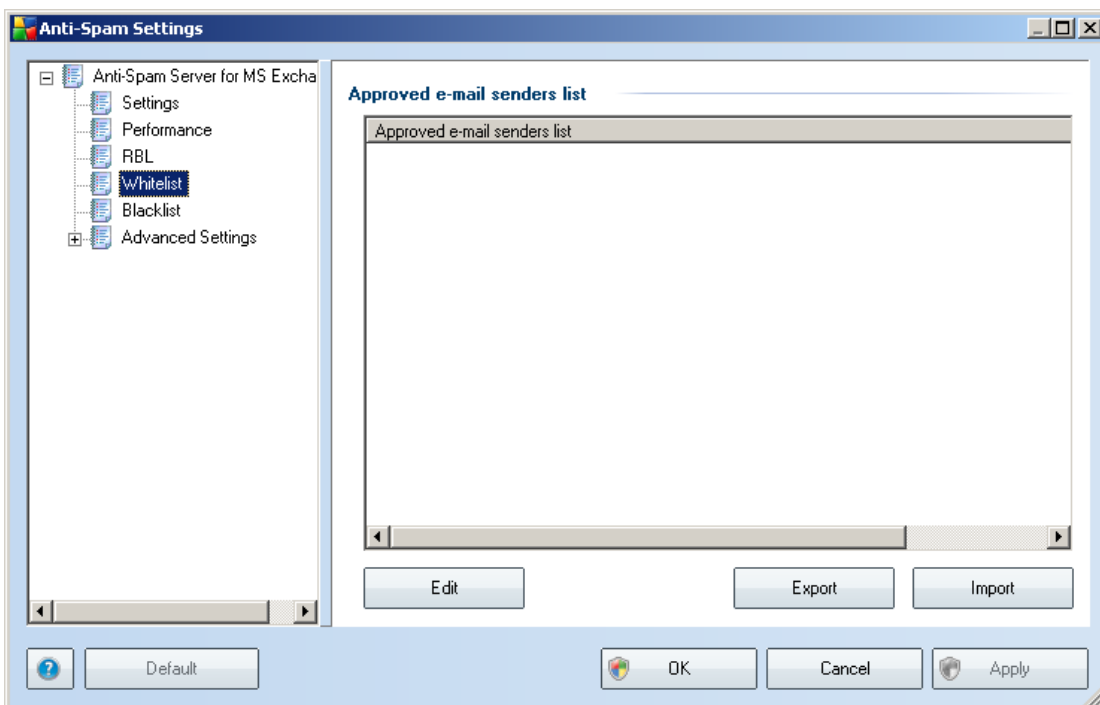 Anti-Spam Settings
Anti-Spam Server for MS Excha
Settings
Performance
RBL
Whitelist
Blacklist
Advanced Settings
Approved e-mail senders list
Approved e-mail senders list
Edit
Export
Import
?
Default
OK
Cancel
Apply